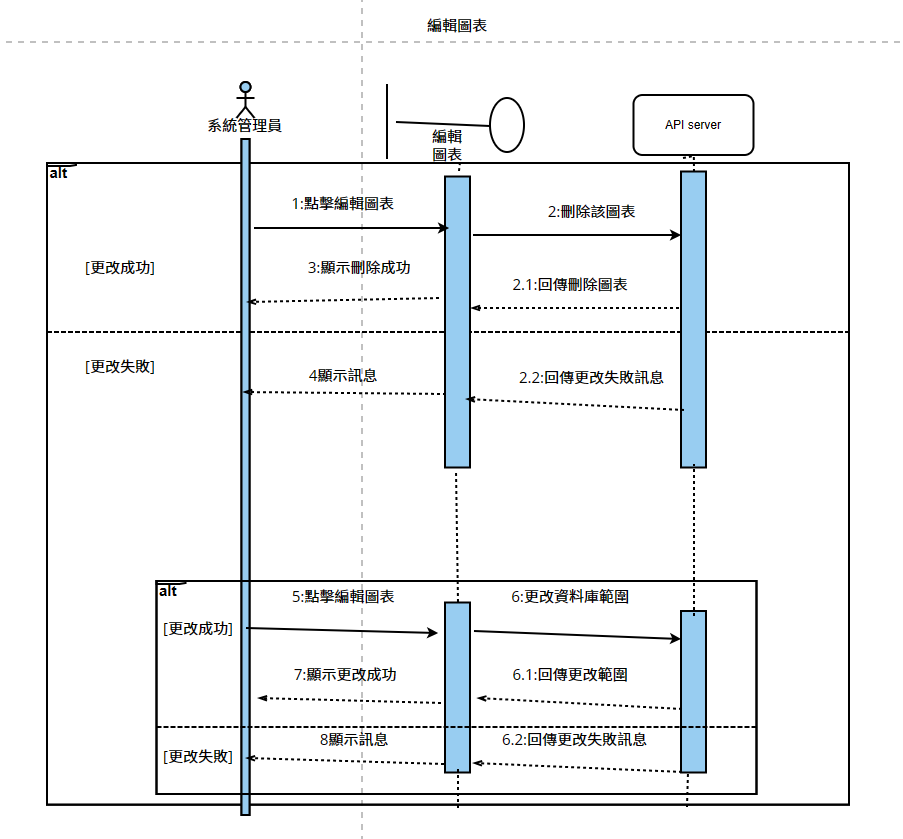 編輯圖表
系統管理員
編輯
圖表
API server
alt
1:點擊編輯圖表
2:刪除該圖表
[更改成功]
3:顯示刪除成功
2.1:回傳刪除圖表
[更改失敗]
4顯示訊息
2.2:回傳更改失敗訊息
alt
5:點擊編輯圖表
6:更改資料庫範圍
[更改成功]
7:顯示更改成功
6.1:回傳更改範圍
8顯示訊息
6.2:回傳更改失敗訊息
[更改失敗]